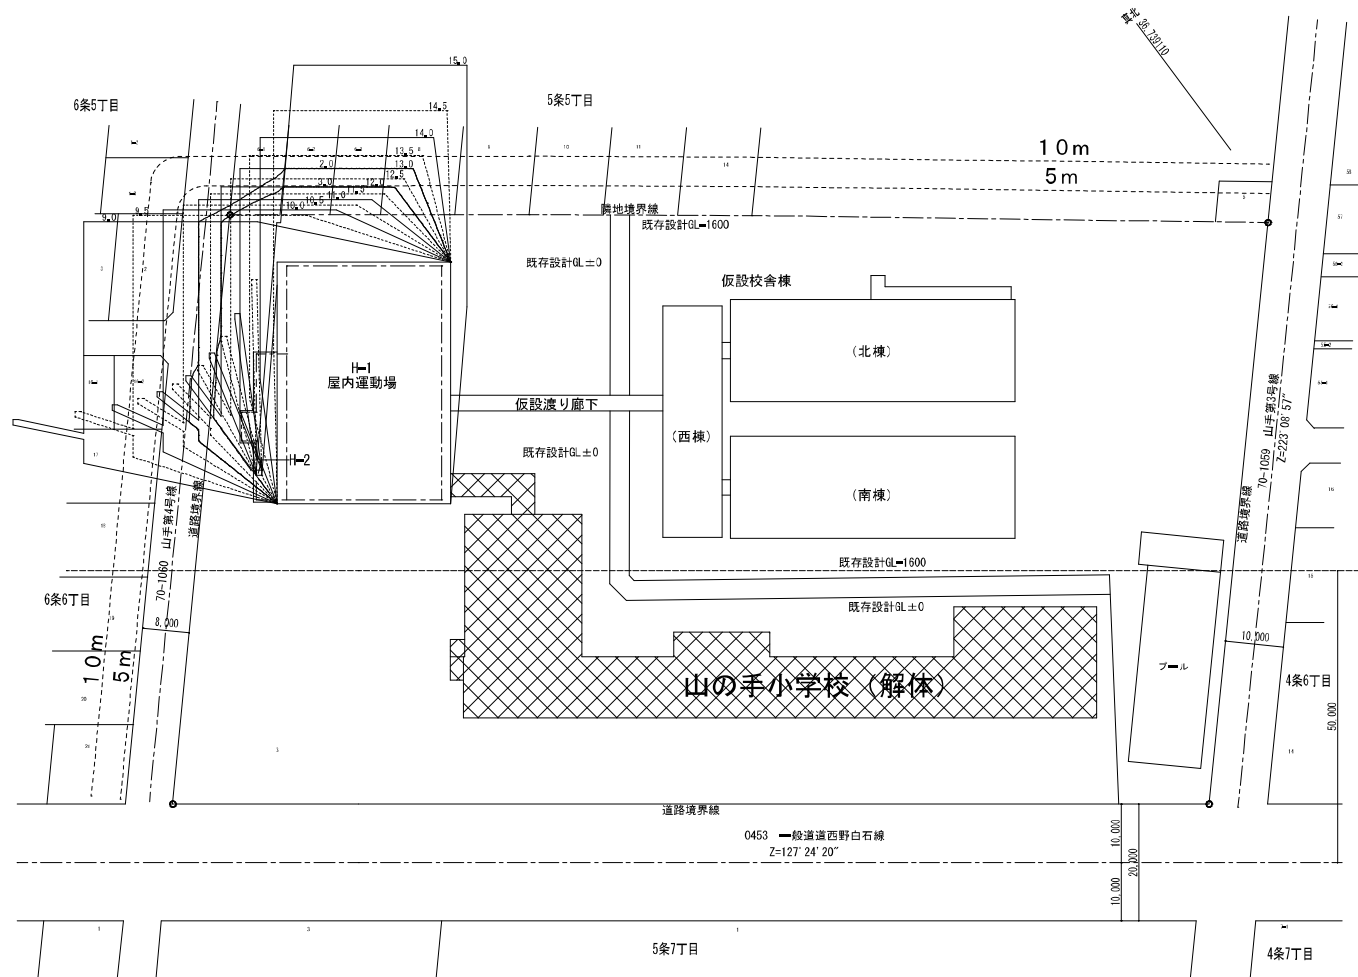 真北 36.739110
15.0
6条5丁目
5条5丁目
14.5
14.0
13.5
13.0
12.5
12.0
11.5
11.0
10.5
10.0
2.0
3.0
9.5
9.0
10m
5m
隣地境界線
既存設計GL-1600
既存設計GL±0
仮設校舎棟
(北棟)
H-1
屋内運動場
仮設渡り廊下
(西棟)
既存設計GL±0
H-2
(南棟)
70-1059 山手第3号線
Z=223°08'57"
道路境界線
70-1060 山手第4号線
道路境界線
既存設計GL-1600
既存設計GL±0
6条6丁目
8,000
10m
5m
10,000
プール
山の手小学校 (解体)
4条6丁目
50,000
道路境界線
0453 一般道道西野白石線
Z=127°24'20"
10,000
20,000
10,000
5条7丁目
4条7丁目